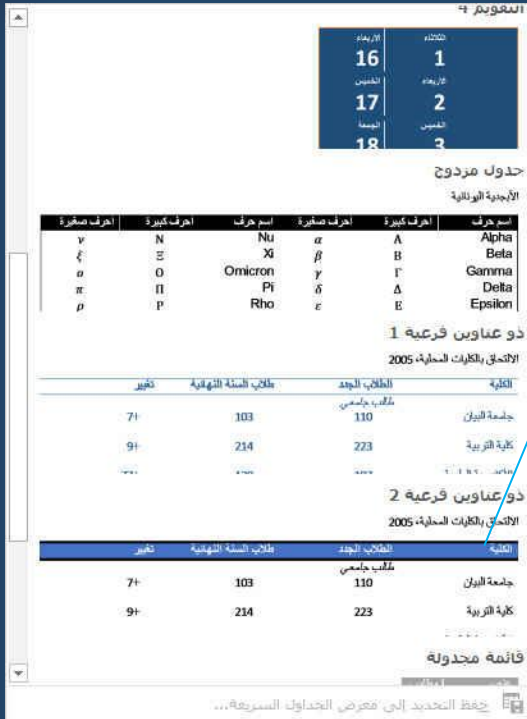 التقويم 4
الثلاثاء الأربعاء
1 16
الأربعاء الخميس
2 17
الخميس الجمعة
3 18
جدول مزدوج
الأبجدية اليونانية
اسم حرف احرف كبيرة احرف صغيرة اسم حرف احرف كبيرة احرف صغيرة
Alpha Α α Nu Ν ν
Beta Β β Xi Ξ ξ
Gamma Γ γ Omicron Ο ο
Delta Δ δ Pi Π π
Epsilon Ε ε Rho Ρ ρ
ذو عناوين فرعية 1
الالتحاق بالكليات المحلية، 2005
الكلية الطلاب الجدد طلاب السنة النهائية تغيير
طالب جامعي
جامعة البيان 110 103 +7
كلية التربية 223 214 +9
ذو عناوين فرعية 2
الالتحاق بالكليات المحلية، 2005
الكلية الطلاب الجدد طلاب السنة النهائية تغيير
طالب جامعي
جامعة البيان 110 103 +7
كلية التربية 223 214 +9
قائمة مجدولة
حفظ التحديد إلى معرض الجداول السريعة...